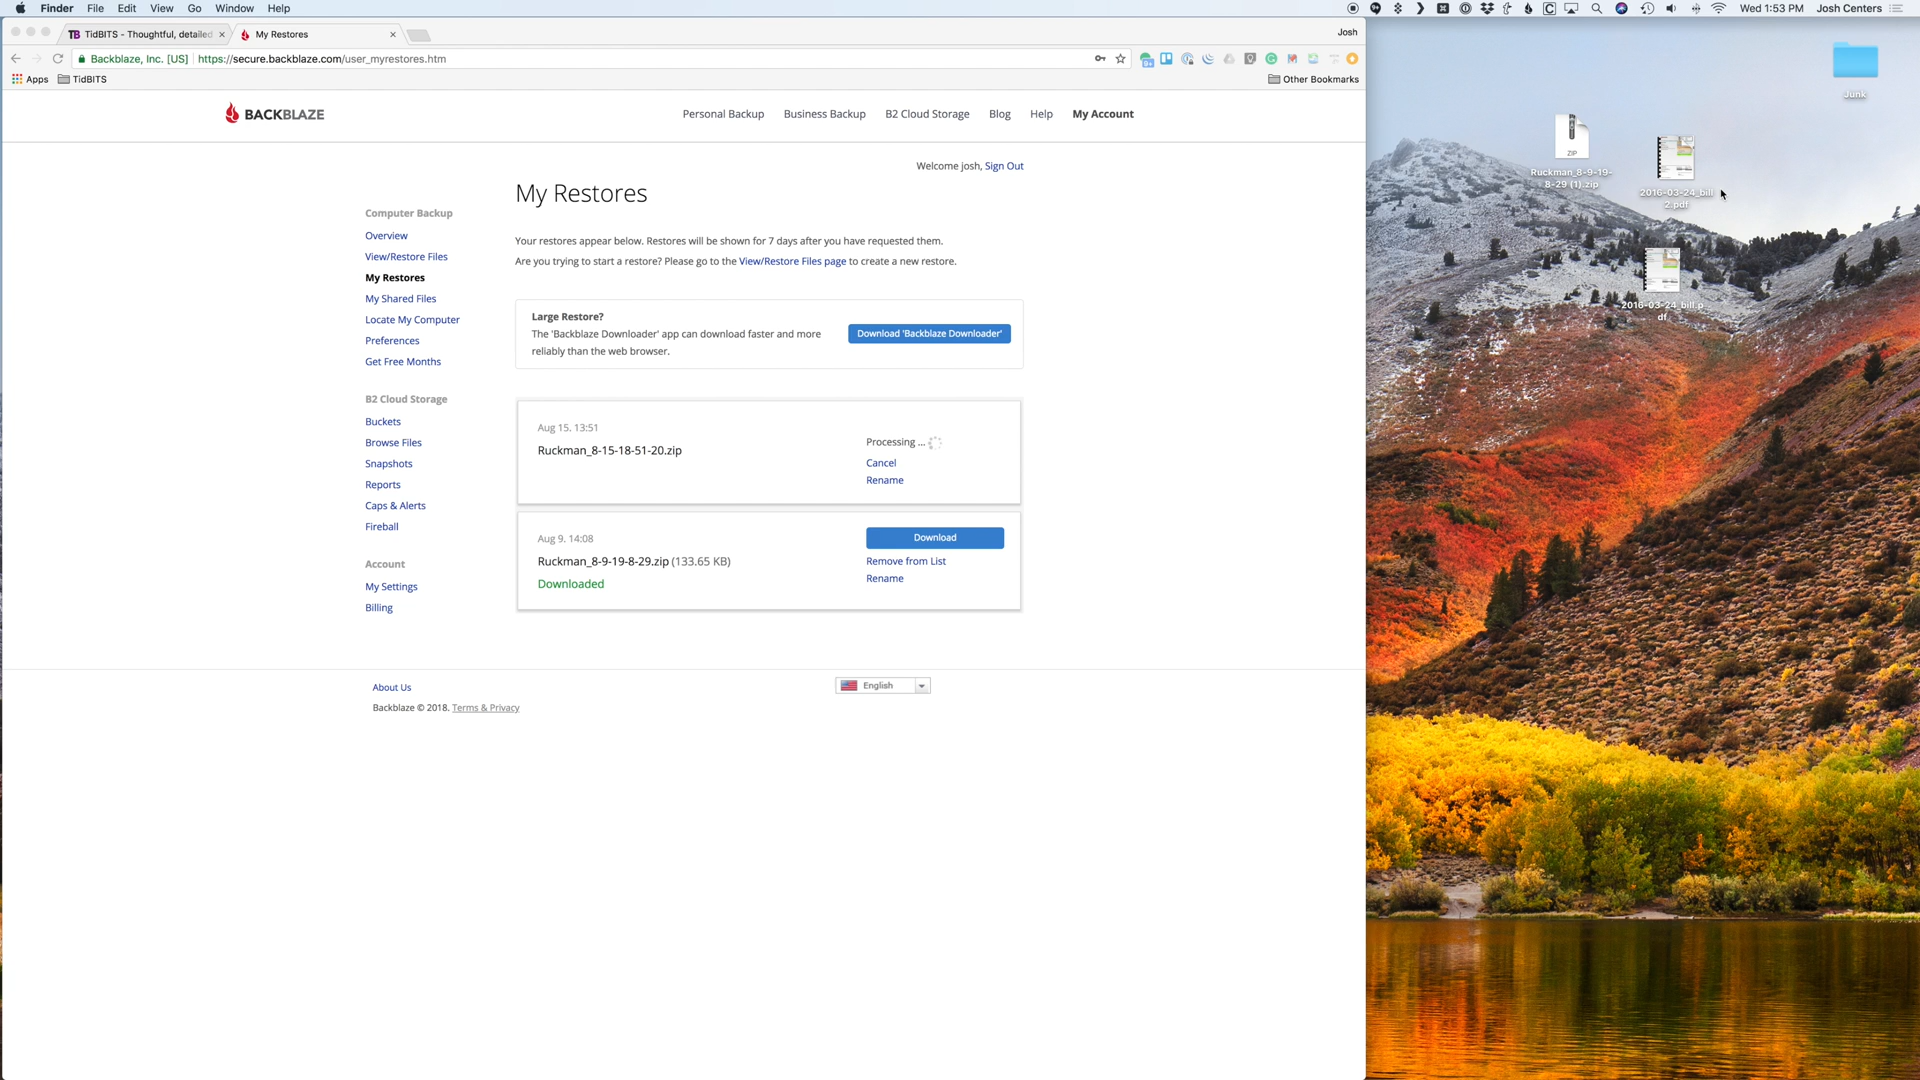 Finder File Edit View Go Window Help
Wed 1:53 PM Josh Centers
TidBITS - Thoughtful, detailed
My Restores
Josh
Backblaze, Inc. [US] https://secure.backblaze.com/user_myrestores.htm
Apps TidBITS
Other Bookmarks
BACKBLAZE
Personal Backup Business Backup B2 Cloud Storage Blog Help My Account
Welcome josh, Sign Out
My Restores
Computer Backup
Overview
View/Restore Files
My Restores
My Shared Files
Locate My Computer
Preferences
Get Free Months
B2 Cloud Storage
Buckets
Browse Files
Snapshots
Reports
Caps & Alerts
Fireball
Account
My Settings
Billing
Your restores appear below. Restores will be shown for 7 days after you have requested them.
Are you trying to start a restore? Please go to the View/Restore Files page to create a new restore.
Large Restore?
The 'Backblaze Downloader' app can download faster and more
reliably than the web browser.
Download 'Backblaze Downloader'
Aug 15. 13:51
Ruckman_8-15-18-51-20.zip
Processing ...
Cancel
Rename
Aug 9. 14:08
Ruckman_8-9-19-8-29.zip (133.65 KB)
Downloaded
Download
Remove from List
Rename
About Us
English
Backblaze © 2018. Terms & Privacy
Junk
ZIP
Ruckman_8-9-19-
8-29 (1).zip
2016-03-24_bill
2.pdf
2016-03-24_bill.p
df